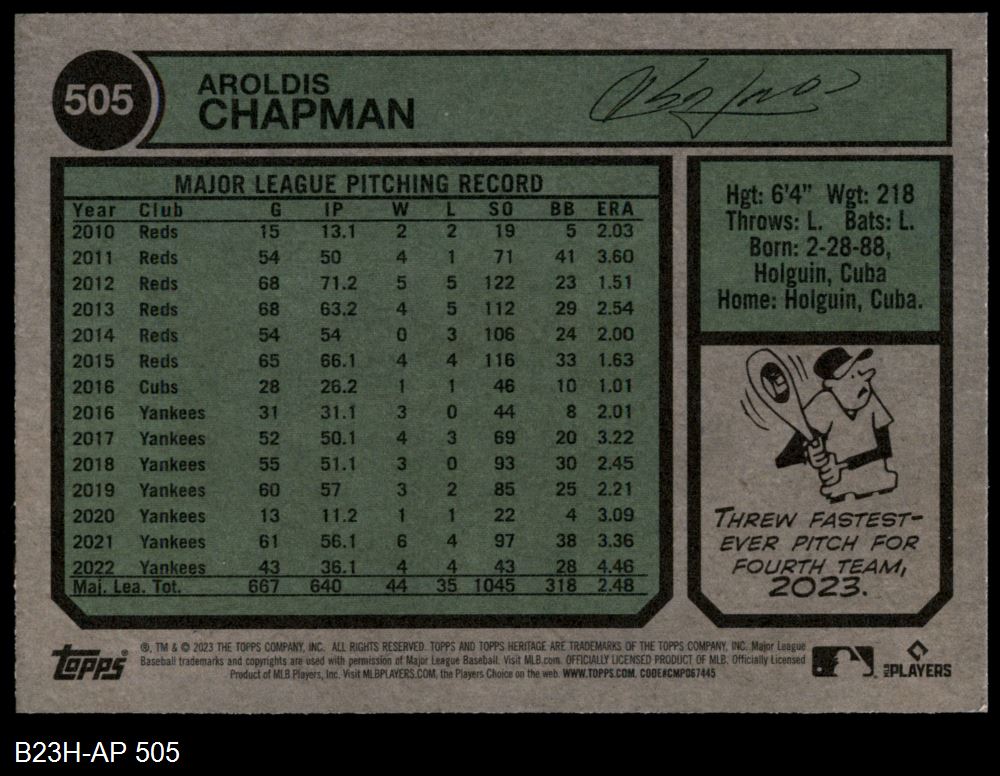 505
AROLDIS
CHAPMAN
MAJOR LEAGUE PITCHING RECORD
Year Club G IP W L SO BB ERA
2010 Reds 15 13.1 2 2 19 5 2.03
2011 Reds 54 50 4 1 71 41 3.60
2012 Reds 68 71.2 5 5 122 23 1.51
2013 Reds 68 63.2 4 5 112 29 2.54
2014 Reds 54 54 0 3 106 24 2.00
2015 Reds 65 66.1 4 4 116 33 1.63
2016 Cubs 28 26.2 1 1 46 10 1.01
2016 Yankees 31 31.1 3 0 44 8 2.01
2017 Yankees 52 50.1 4 3 69 20 3.22
2018 Yankees 55 51.1 3 0 93 30 2.45
2019 Yankees 60 57 3 2 85 25 2.21
2020 Yankees 13 11.2 1 1 22 4 3.09
2021 Yankees 61 56.1 6 4 97 38 3.36
2022 Yankees 43 36.1 4 4 43 28 4.46
Maj. Lea. Tot. 667 640 44 35 1045 318 2.48
Hgt: 6'4" Wgt: 218
Throws: L. Bats: L.
Born: 2-28-88,
Holguin, Cuba
Home: Holguin, Cuba.
THREW FASTEST-
EVER PITCH FOR
FOURTH TEAM,
2023.
Topps
®, TM & © 2023 THE TOPPS COMPANY, INC. ALL RIGHTS RESERVED. TOPPS AND TOPPS HERITAGE ARE TRADEMARKS OF THE TOPPS COMPANY, INC. Major League
Baseball trademarks and copyrights are used with permission of Major League Baseball. Visit MLB.com. OFFICIALLY LICENSED PRODUCT OF MLB. Officially Licensed
Product of MLB Players, Inc. Visit MLBPLAYERS.COM, the Players Choice on the web. WWW.TOPPS.COM. CODE#CMP067445
MLB PLAYERS
B23H-AP 505